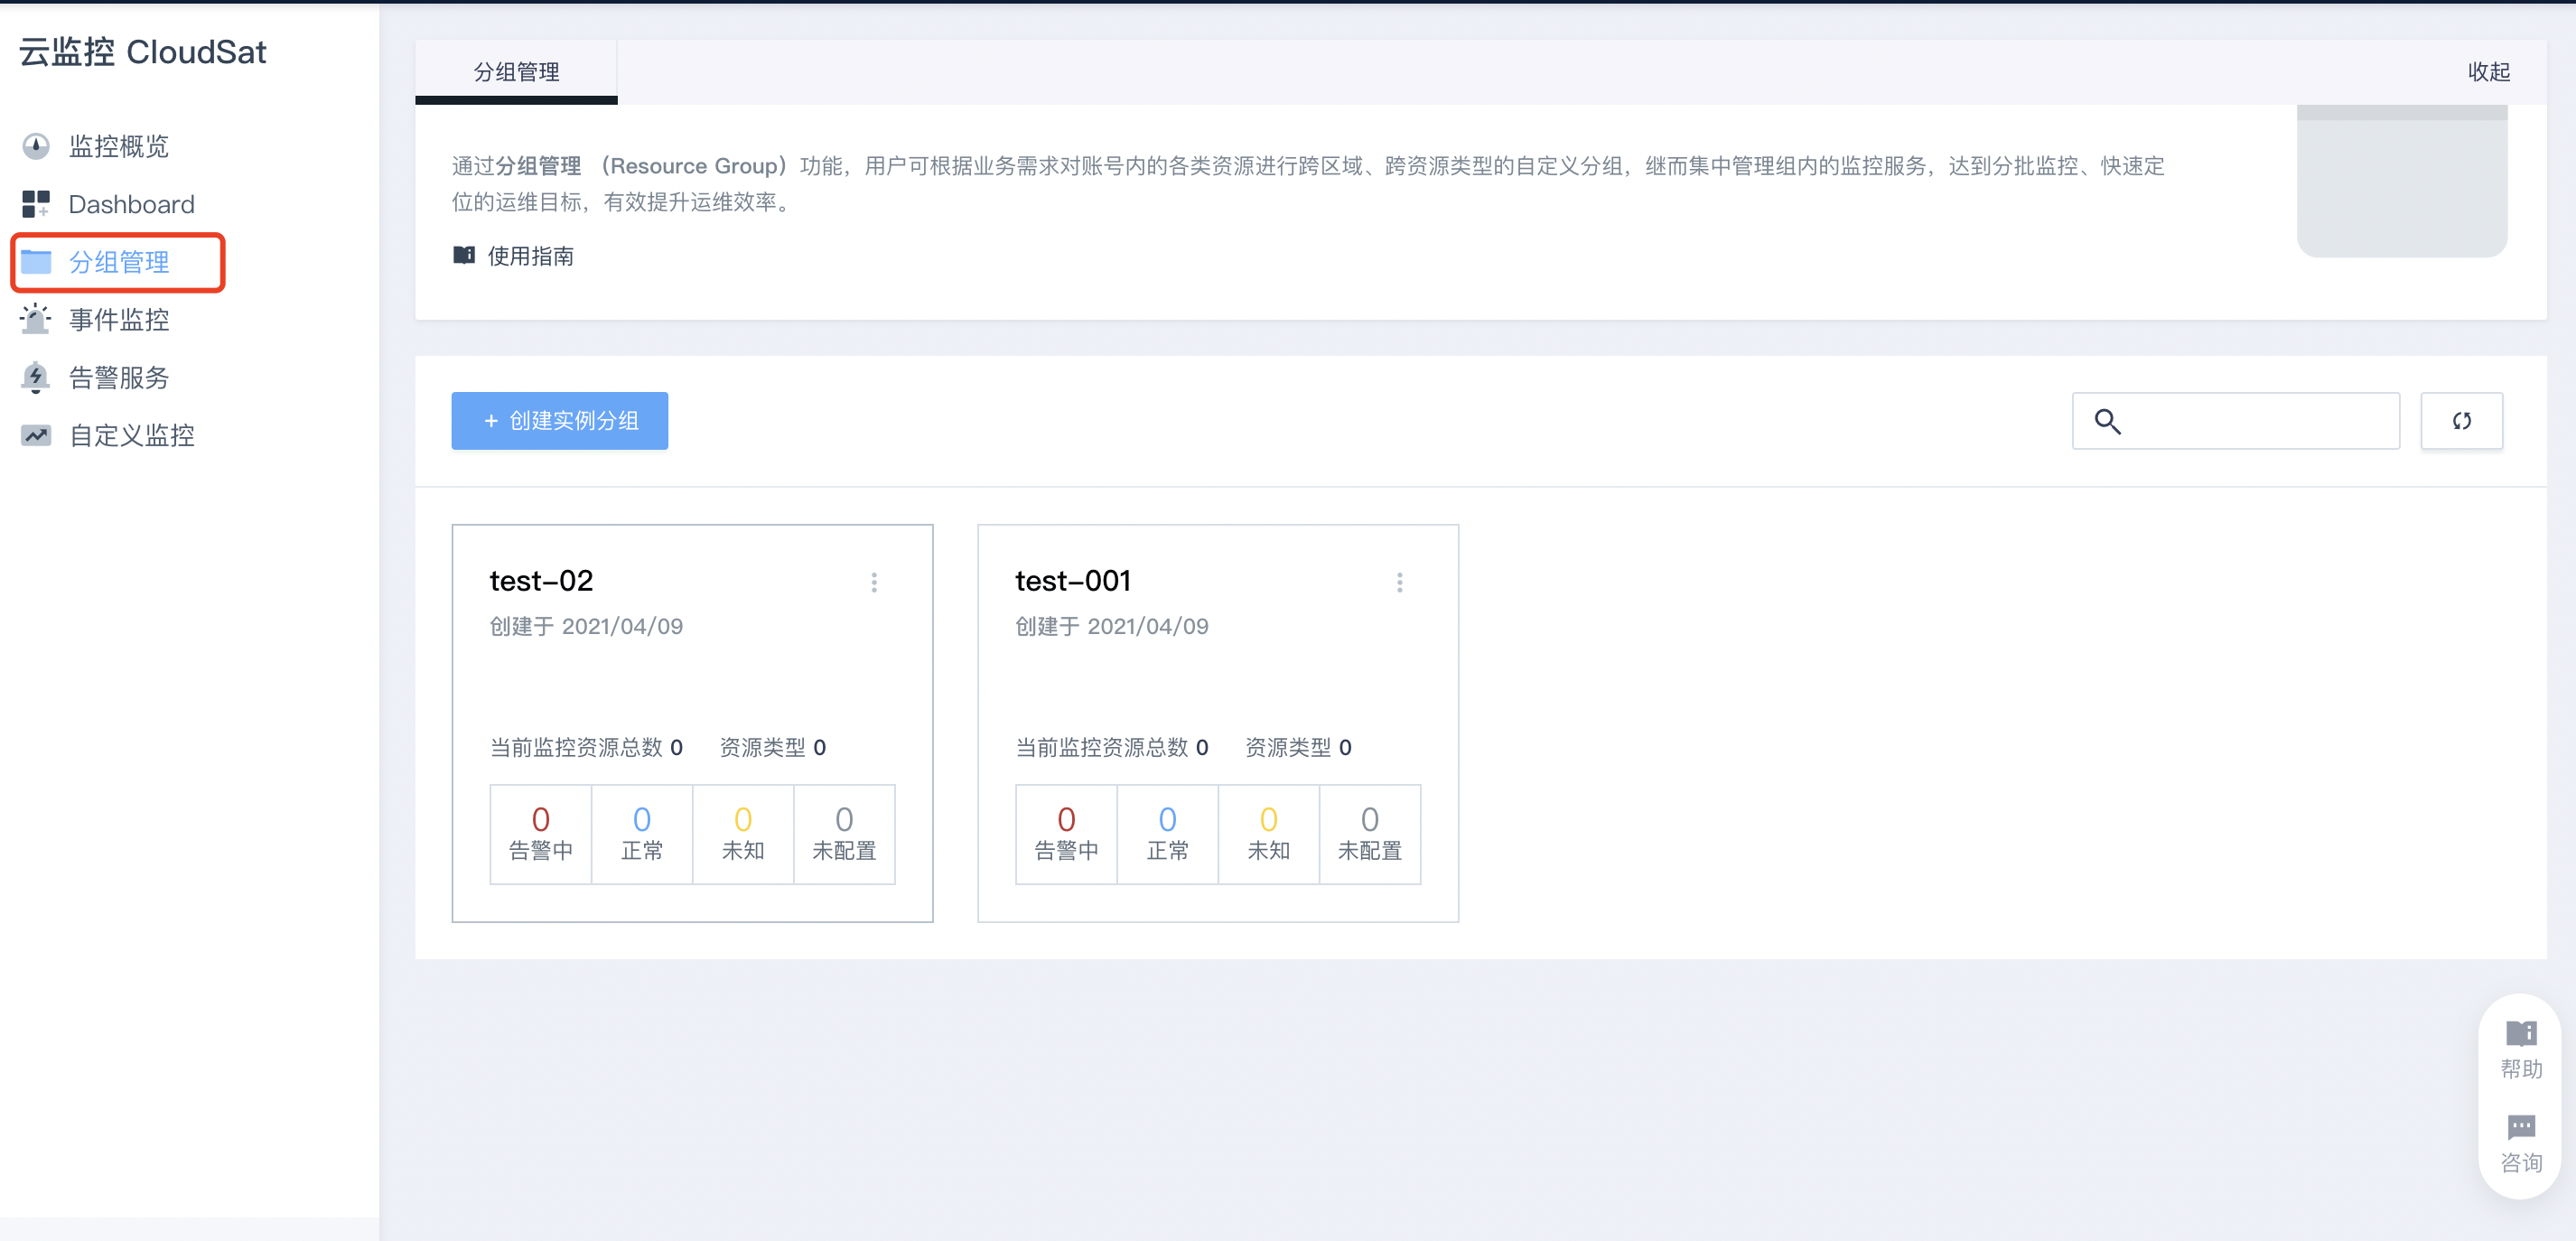 云监控 CloudSat
监控概览
Dashboard
分组管理
事件监控
告警服务
自定义监控
分组管理
收起
通过分组管理 （Resource Group）功能，用户可根据业务需求对账号内的各类资源进行跨区域、跨资源类型的自定义分组，继而集中管理组内的监控服务，达到分批监控、快速定
位的运维目标，有效提升运维效率。
使用指南
+ 创建实例分组
test-02
创建于 2021/04/09
当前监控资源总数 0 资源类型 0
0 0 0 0
告警中 正常 未知 未配置
test-001
创建于 2021/04/09
当前监控资源总数 0 资源类型 0
0 0 0 0
告警中 正常 未知 未配置
帮助
咨询